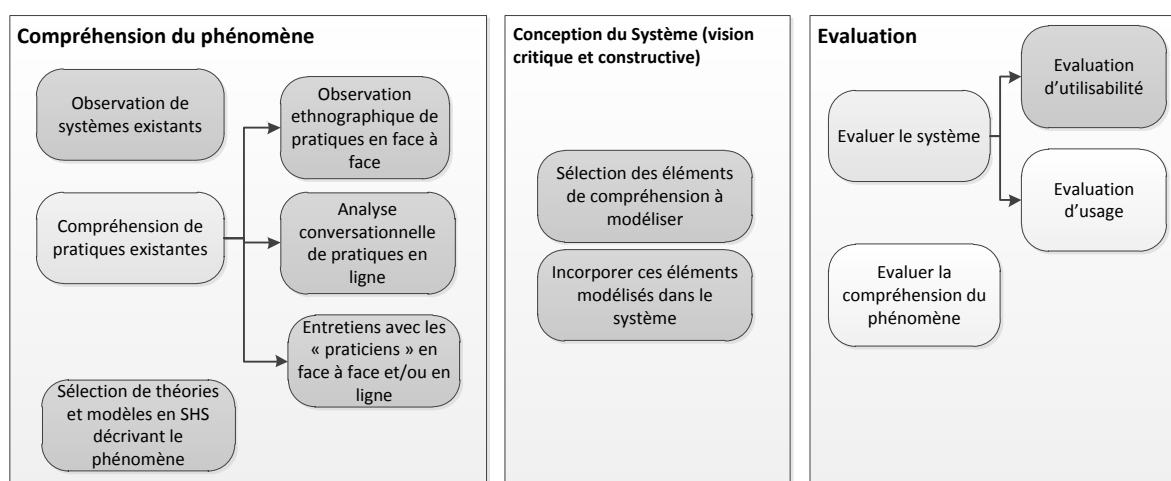 Compréhension du phénomène
Observation de
systèmes existants
Observation
ethnographique de
pratiques en face à
face
Compréhension de
pratiques existantes
Analyse
conversationnelle
de pratiques en
ligne
Entretiens avec les
« praticiens » en
face à face et/ou en
ligne
Sélection de théories
et modèles en SHS
décrivant le
phénomène
Conception du Système (vision
critique et constructive)
Sélection des éléments
de compréhension à
modéliser
Incorporer ces éléments
modélisés dans le
système
Evaluation
Evaluer le système
Evaluation
d’utilisabilité
Evaluation
d’usage
Evaluer la
compréhension du
phénomène